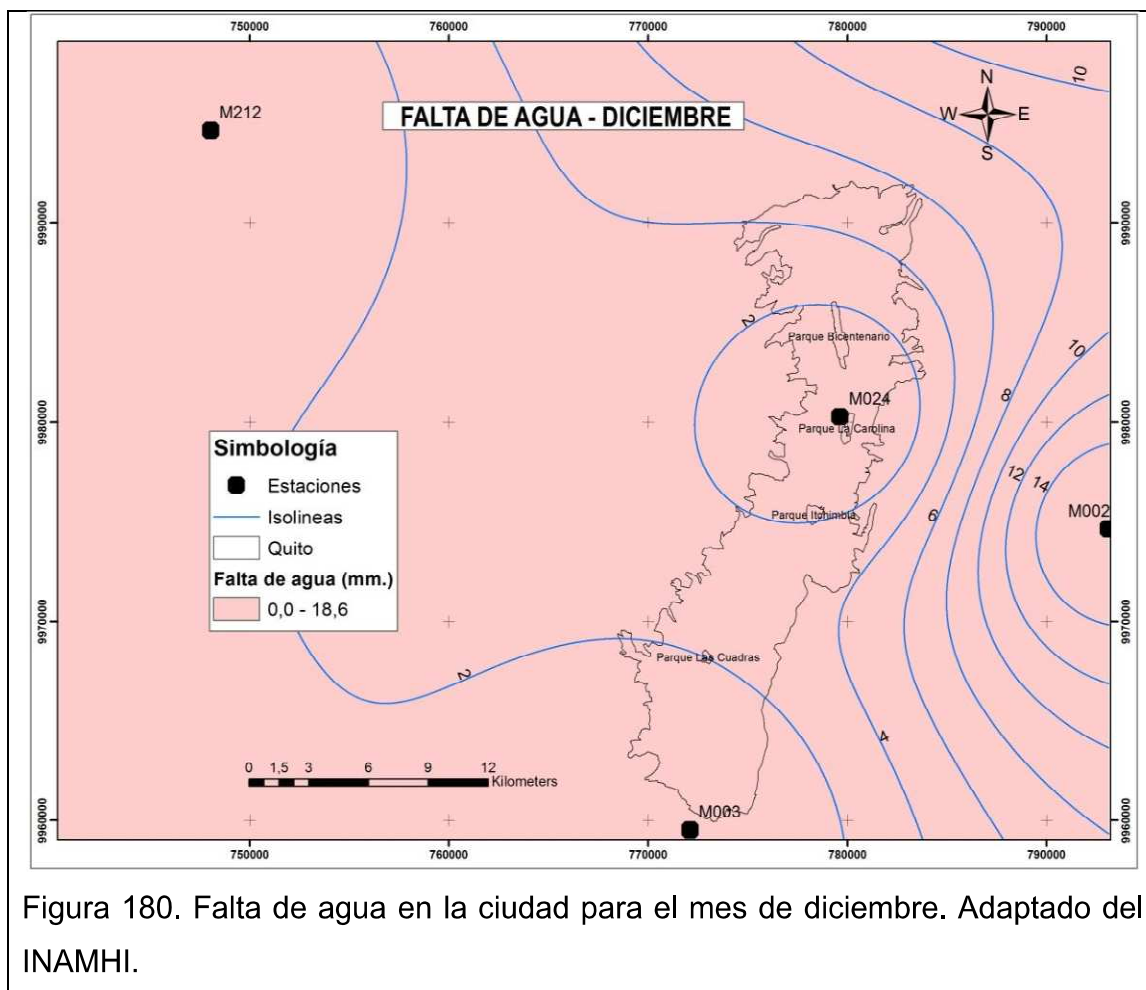 750000 760000 770000 780000 790000
FALTA DE AGUA - DICIEMBRE
10
N
W E
S
M212
9990000 9990000
2
Parque Bicentenario
10
M024
Parque La Carolina
8
9980000 9980000
Simbología
Estaciones
Isolineas
Quito
Falta de agua (mm.)
0,0 - 18,6
12 14
M002
Parque Itchimbia
6
9970000 9970000
Parque Las Cuadras
2
4
0 1,5 3 6 9 12
Kilometers
M003
9960000 9960000
750000 760000 770000 780000 790000
Figura 180. Falta de agua en la ciudad para el mes de diciembre. Adaptado del
INAMHI.